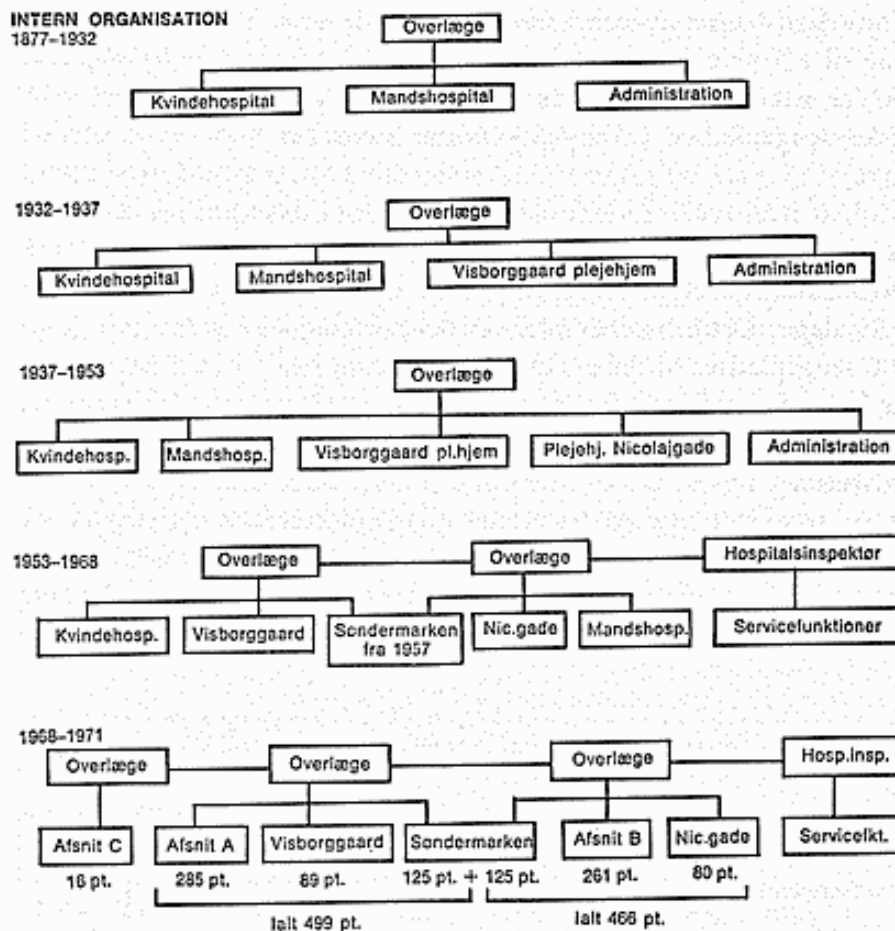 INTERN ORGANISATION
1877–1932
Overlæge
Kvindehospital
Mandshospital
Administration
1932–1937
Overlæge
Kvindehospital
Mandshospital
Visborggaard plejehjem
Administration
1937–1953
Overlæge
Kvindehosp.
Mandshosp.
Visborggaard pl.hjem
Plejehj. Nicolajgade
Administration
1953–1968
Overlæge
Overlæge
Hospitalsinspektør
Kvindehosp.
Visborggaard
Søndermarken
fra 1957
Nic.gade
Mandshosp.
Servicefunktioner
1968–1971
Overlæge
Overlæge
Overlæge
Hosp.insp.
Afsnit C
Afsnit A
Visborggaard
Søndermarken
Afsnit B
Nic.gade
Servicefkt.
16 pt.
285 pt.
89 pt.
125 pt. + 125 pt.
261 pt.
80 pt.
Ialt 499 pt.
Ialt 466 pt.